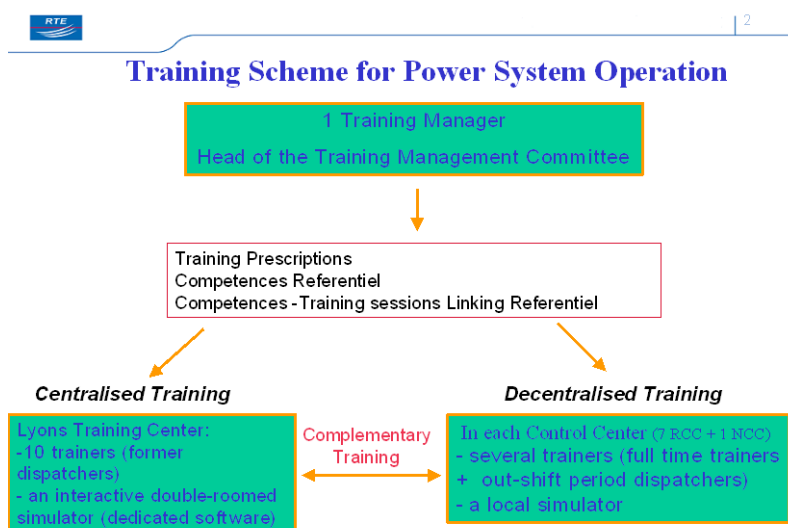 RTE
2
Training Scheme for Power System Operation
1 Training Manager
Head of the Training Management Committee
Training Prescriptions
Competences Referentiel
Competences -Training sessions Linking Referentiel
Centralised Training
Decentralised Training
Lyons Training Center:
-10 trainers (former
dispatchers)
- an interactive double-roomed
simulator (dedicated software)
Complementary
Training
In each Control Center (7 RCC + 1 NCC)
- several trainers (full time trainers
+ out-shift period dispatchers)
- a local simulator